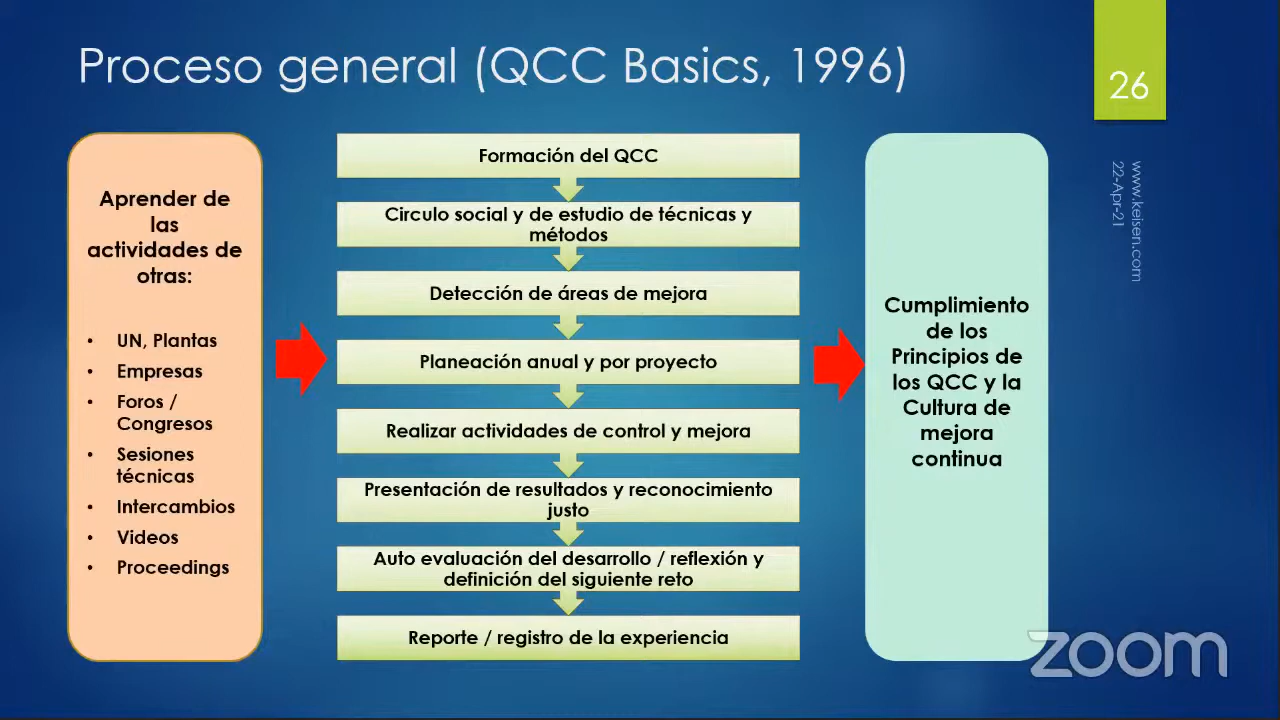 Proceso general (QCC Basics, 1996)
26
www.keisen.com
22-Apr-21
Aprender de
las
actividades de
otras:
• UN, Plantas
• Empresas
• Foros /
Congresos
• Sesiones
técnicas
• Intercambios
• Videos
• Proceedings
Formación del QCC
Circulo social y de estudio de técnicas y
métodos
Detección de áreas de mejora
Planeación anual y por proyecto
Realizar actividades de control y mejora
Presentación de resultados y reconocimiento
justo
Auto evaluación del desarrollo / reflexión y
definición del siguiente reto
Reporte / registro de la experiencia
Cumplimiento
de los
Principios de
los QCC y la
Cultura de
mejora
continua
zoom